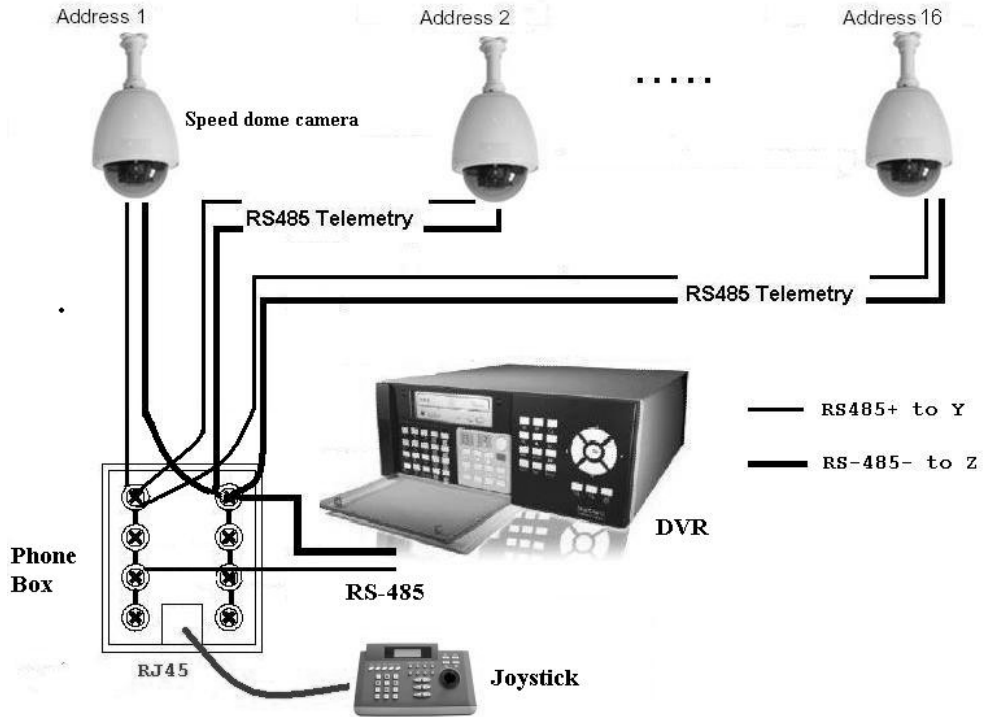 Address 1
Address 2
Address 16
.....
Speed dome camera
RS485 Telemetry
RS485 Telemetry
RS485+ to Y
RS-485- to Z
DVR
Phone
Box
RS-485
RJ45
Joystick